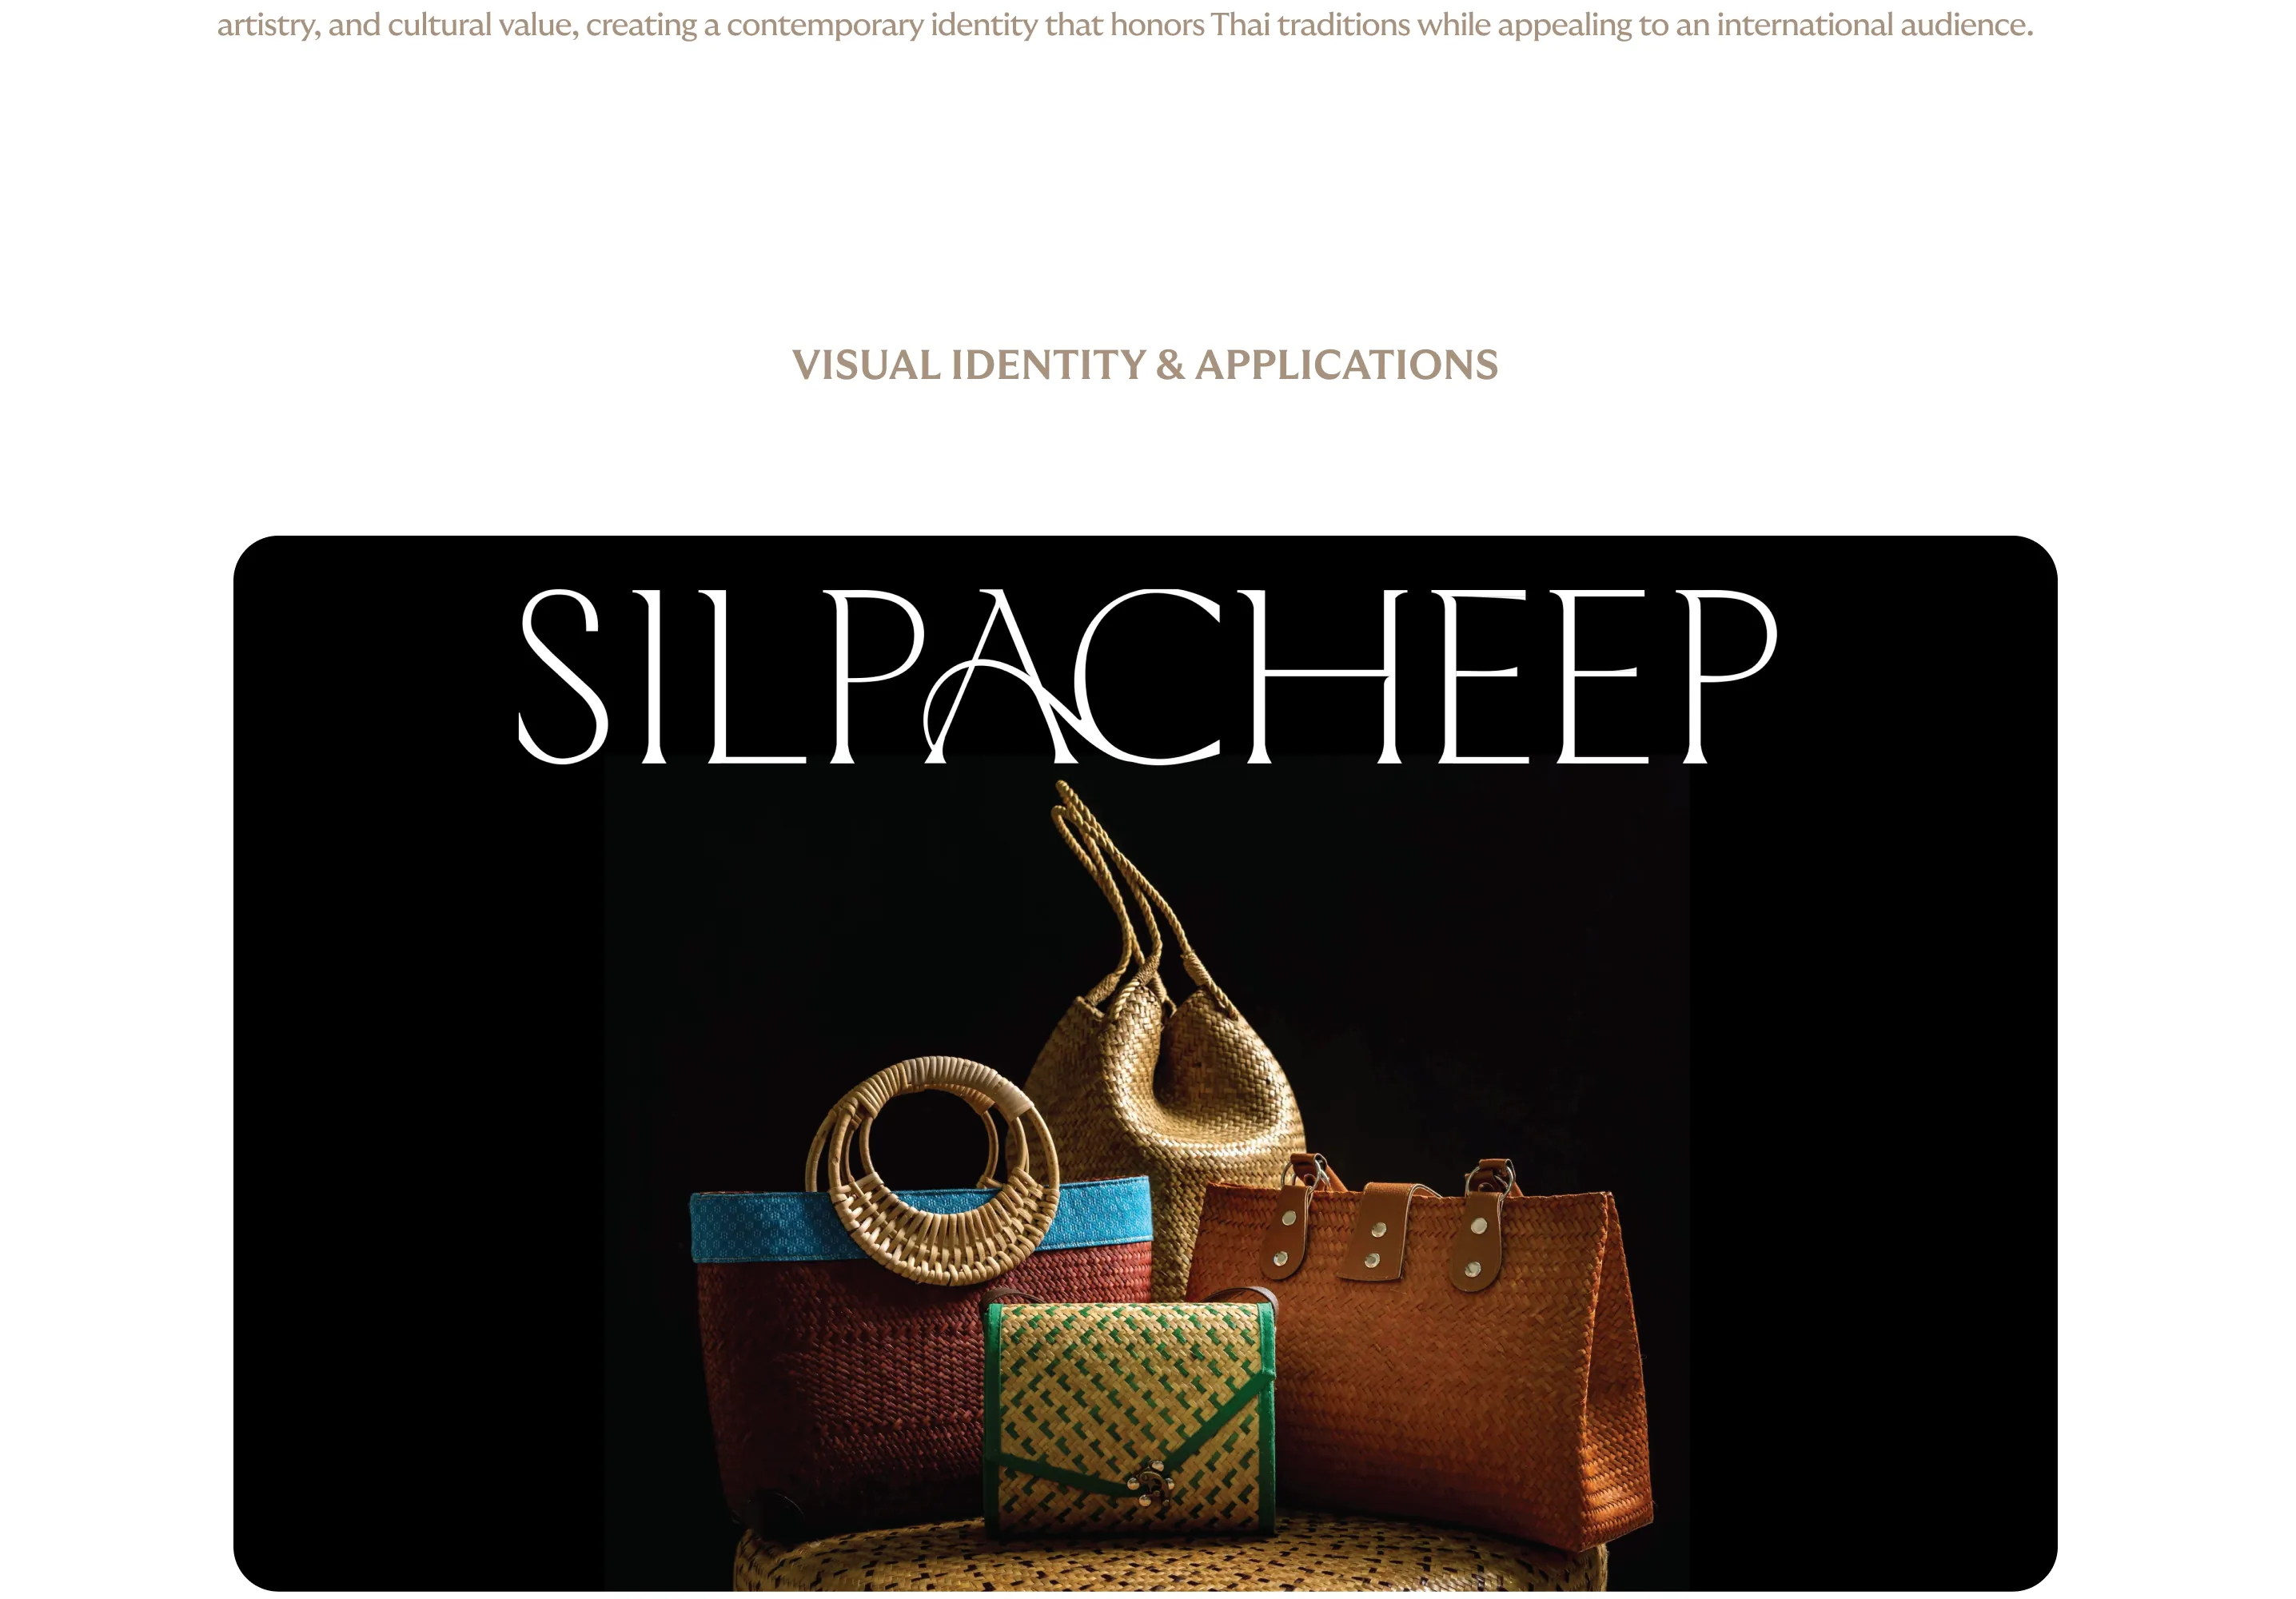 artistry, and cultural value, creating a contemporary identity that honors Thai traditions while appealing to an international audience.
VISUAL IDENTITY & APPLICATIONS
SILPACHEEP